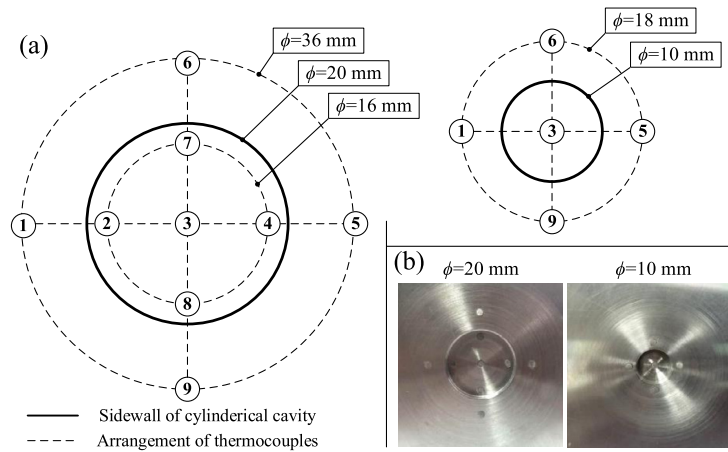 (a)
ϕ=36 mm
ϕ=20 mm
ϕ=16 mm
6
7
1
2
3
4
5
8
9
Sidewall of cylinderical cavity
Arrangement of thermocouples
ϕ=18 mm
ϕ=10 mm
6
1
3
5
9
(b)
ϕ=20 mm
ϕ=10 mm